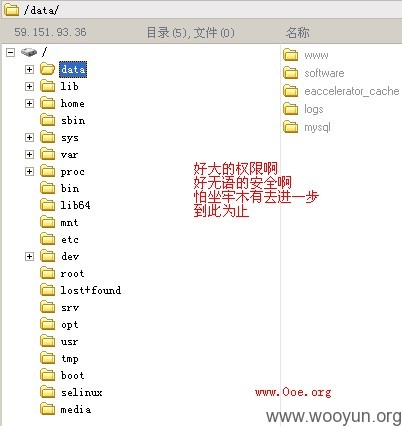 /data/
59.151.93.36
目录(5),文件(0)
名称
/
data
lib
home
sbin
sys
var
proc
bin
lib64
mnt
etc
dev
root
lost+found
srv
opt
usr
tmp
boot
selinux
media
www
software
eaccelerator_cache
logs
mysql
好大的权限啊
好无语的安全啊
怕坐牢木有去进一步
到此为止
www.0oe.org
www.wooyun.org